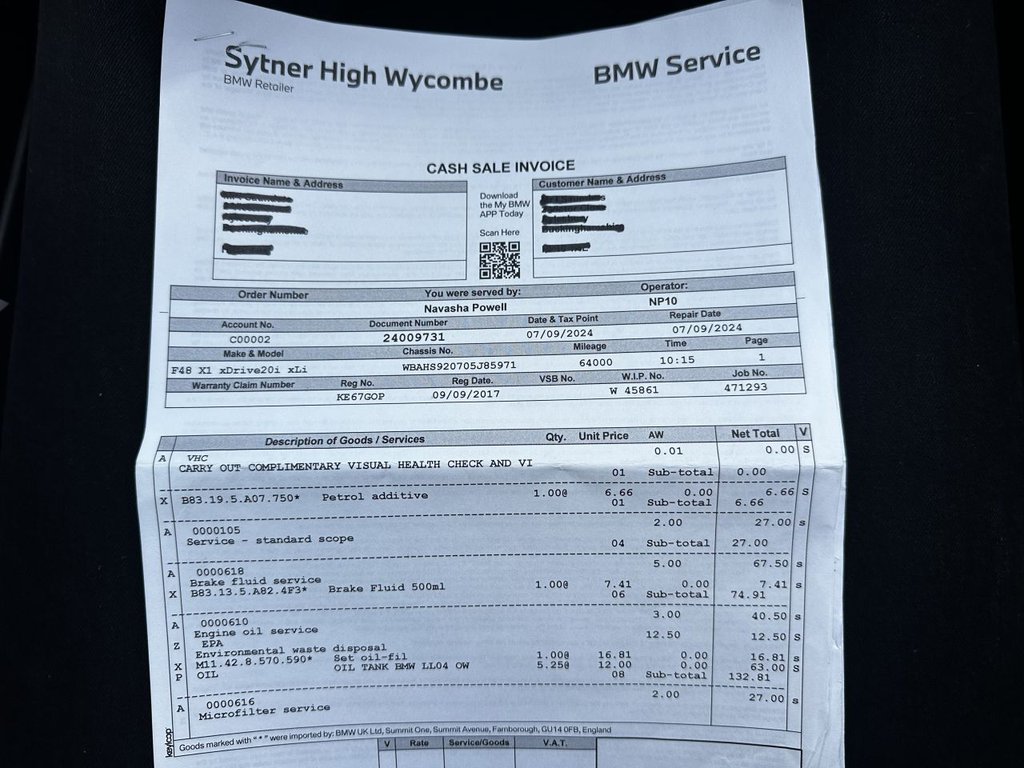 Sytner High Wycombe
BMW Retailer
BMW Service
CASH SALE INVOICE
Invoice Name & Address
Download
the My BMW
APP Today
Scan Here
Customer Name & Address
Order Number You were served by: Operator:
Navasha Powell NP10
Account No. Document Number Date & Tax Point Repair Date
C00002 24009731 07/09/2024 07/09/2024
Make & Model Chassis No. Mileage Time Page
F48 X1 xDrive20i xLi WBAHS920705J85971 64000 10:15 1
Warranty Claim Number Reg No. Reg Date. VSB No. W.I.P. No. Job No.
KE67GOP 09/09/2017 W 45861 471293
Description of Goods / Services Qty. Unit Price AW Net Total V
A VHC 0.01 0.00 S
CARRY OUT COMPLIMENTARY VISUAL HEALTH CHECK AND VI
01 Sub-total 0.00
X B83.19.5.A07.750* Petrol additive 1.00@ 6.66 0.00 6.66 S
01 Sub-total 6.66
A 0000105 2.00 27.00 s
Service - standard scope
04 Sub-total 27.00
A 0000618 5.00 67.50 s
Brake fluid service
X B83.13.5.A82.4F3* Brake Fluid 500ml 1.00@ 7.41 0.00 7.41 s
06 Sub-total 74.91
A 0000610 3.00 40.50 s
Engine oil service
Z EPA 12.50 12.50 S
Environmental waste disposal
X M11.42.8.570.590* Set oil-fil 1.00@ 16.81 0.00 16.81 s
P OIL OIL TANK BMW LL04 OW 5.25@ 12.00 0.00 63.00 S
08 Sub-total 132.81
A 0000616 2.00 27.00 s
Microfilter service
keyloop
Goods marked with "*" were imported by: BMW UK Ltd, Summit One, Summit Avenue, Farnborough, GU14 0FB, England
V Rate Service/Goods V.A.T.